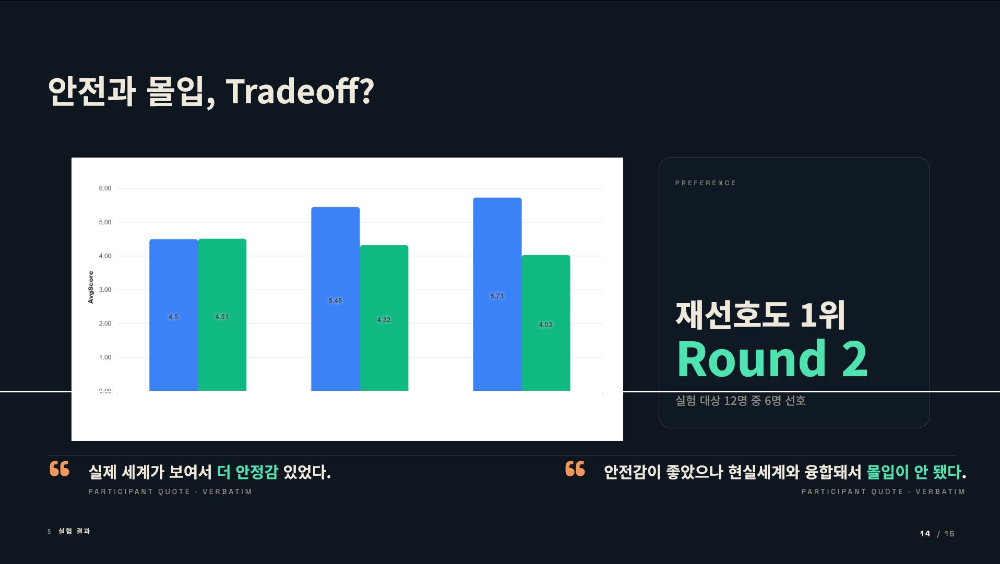 안전과 몰입, Tradeoff?
6.00
5.00
4.00
3.00
2.00
1.00
0.00
AvgScore
4.5
4.51
5.45
4.32
5.73
4.03
PREFERENCE
재선호도 1위
Round 2
실험 대상 12명 중 6명 선호
“ 실제 세계가 보여서 더 안정감 있었다.
PARTICIPANT QUOTE · VERBATIM
“ 안전감이 좋았으나 현실세계와 융합돼서 몰입이 안 됐다.
PARTICIPANT QUOTE · VERBATIM
§ 실험 결과
14 / 15